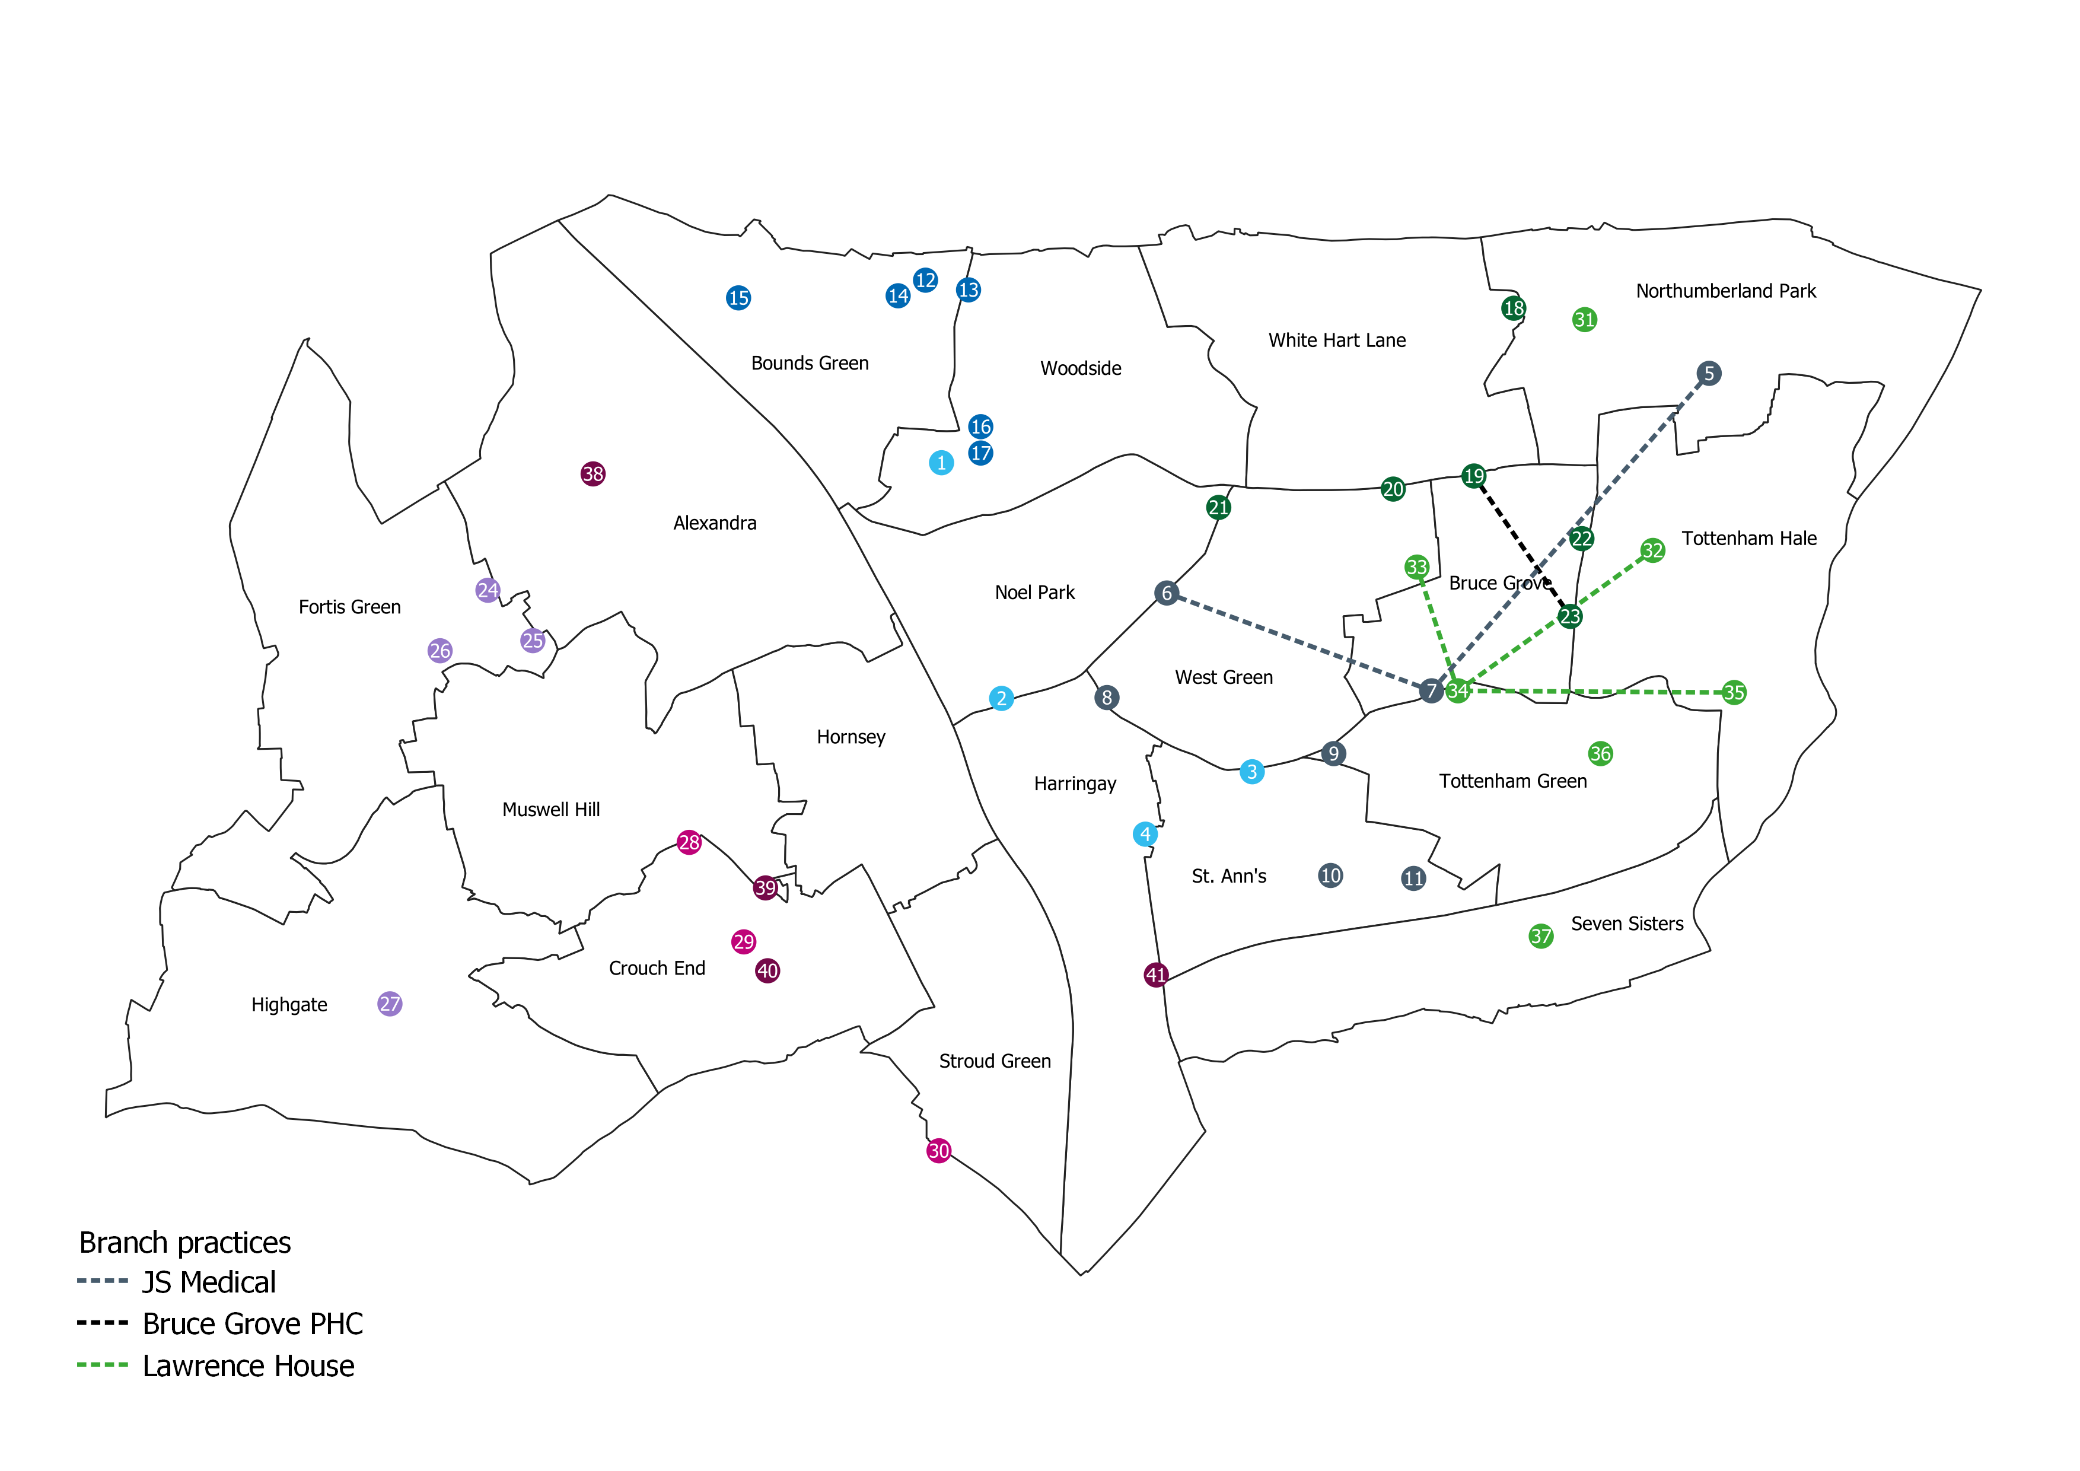 12
13
14
15
Northumberland Park
18
31
White Hart Lane
Bounds Green
Woodside
5
16
17
1
38
19
20
21
Alexandra
22
Tottenham Hale
32
33
Bruce Grove
24
6
Noel Park
Fortis Green
23
25
26
West Green
7
34
35
8
2
Hornsey
9
36
3
Harringay
Tottenham Green
Muswell Hill
4
28
St. Ann's
10
11
39
Seven Sisters
37
29
Crouch End
40
41
Highgate
27
Stroud Green
30
Branch practices
JS Medical
Bruce Grove PHC
Lawrence House